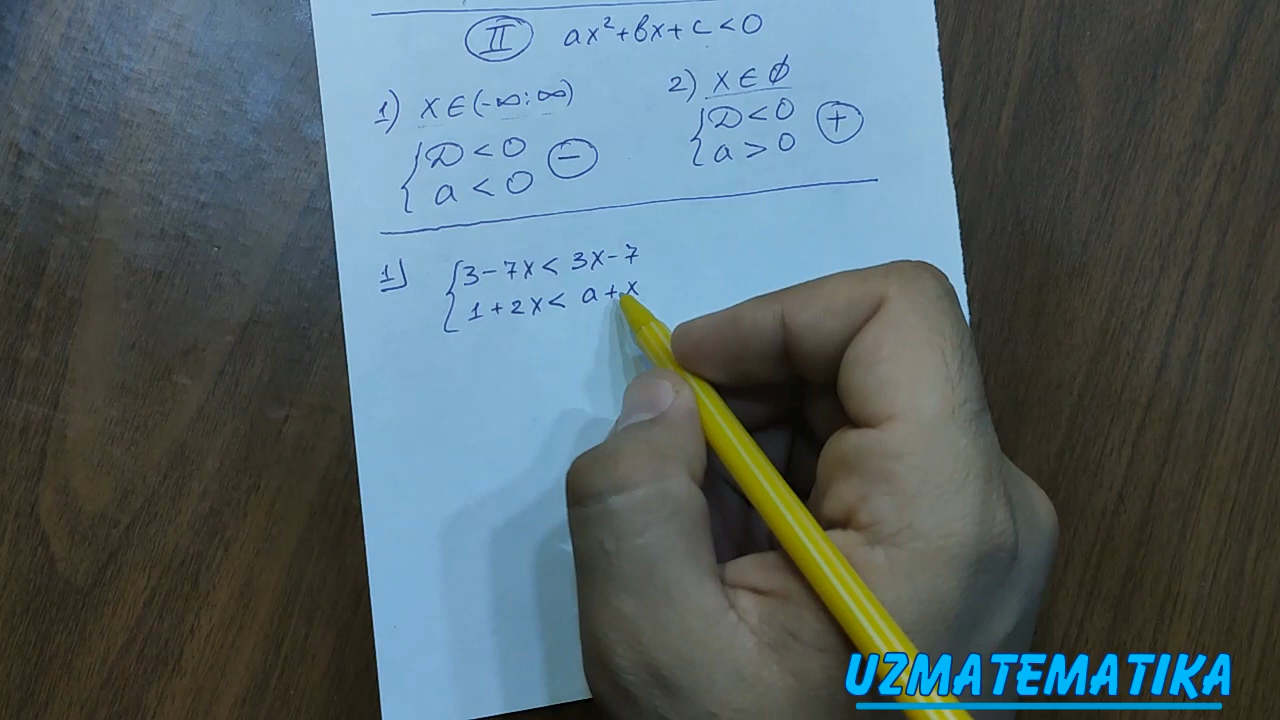 II ax²+bx+c<0
1) x∈(-∞:∞)
{D<0
a<0 −
2) x∈∅
{D<0
a>0 +
1) {3-7x<3x-7
1+2x<a+x
UZMATEMATIKA